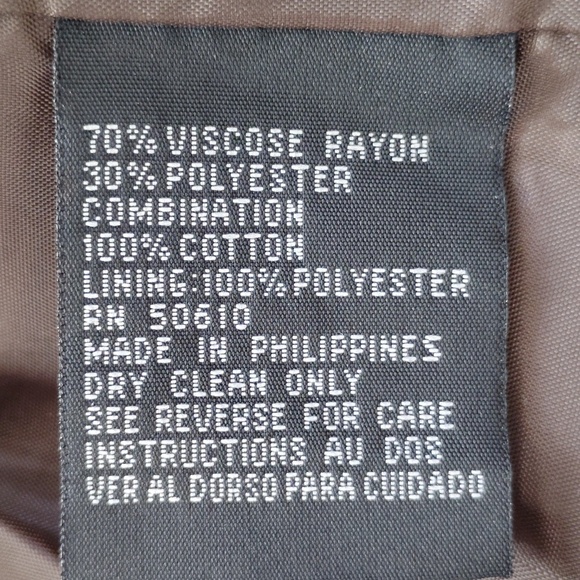 70% VISCOSE RAYON
30% POLYESTER
COMBINATION
100% COTTON
LINING:100% POLYESTER
RN 50610
MADE IN PHILIPPINES
DRY CLEAN ONLY
SEE REVERSE FOR CARE
INSTRUCTIONS AU DOS
VER AL DORSO PARA CUIDADO